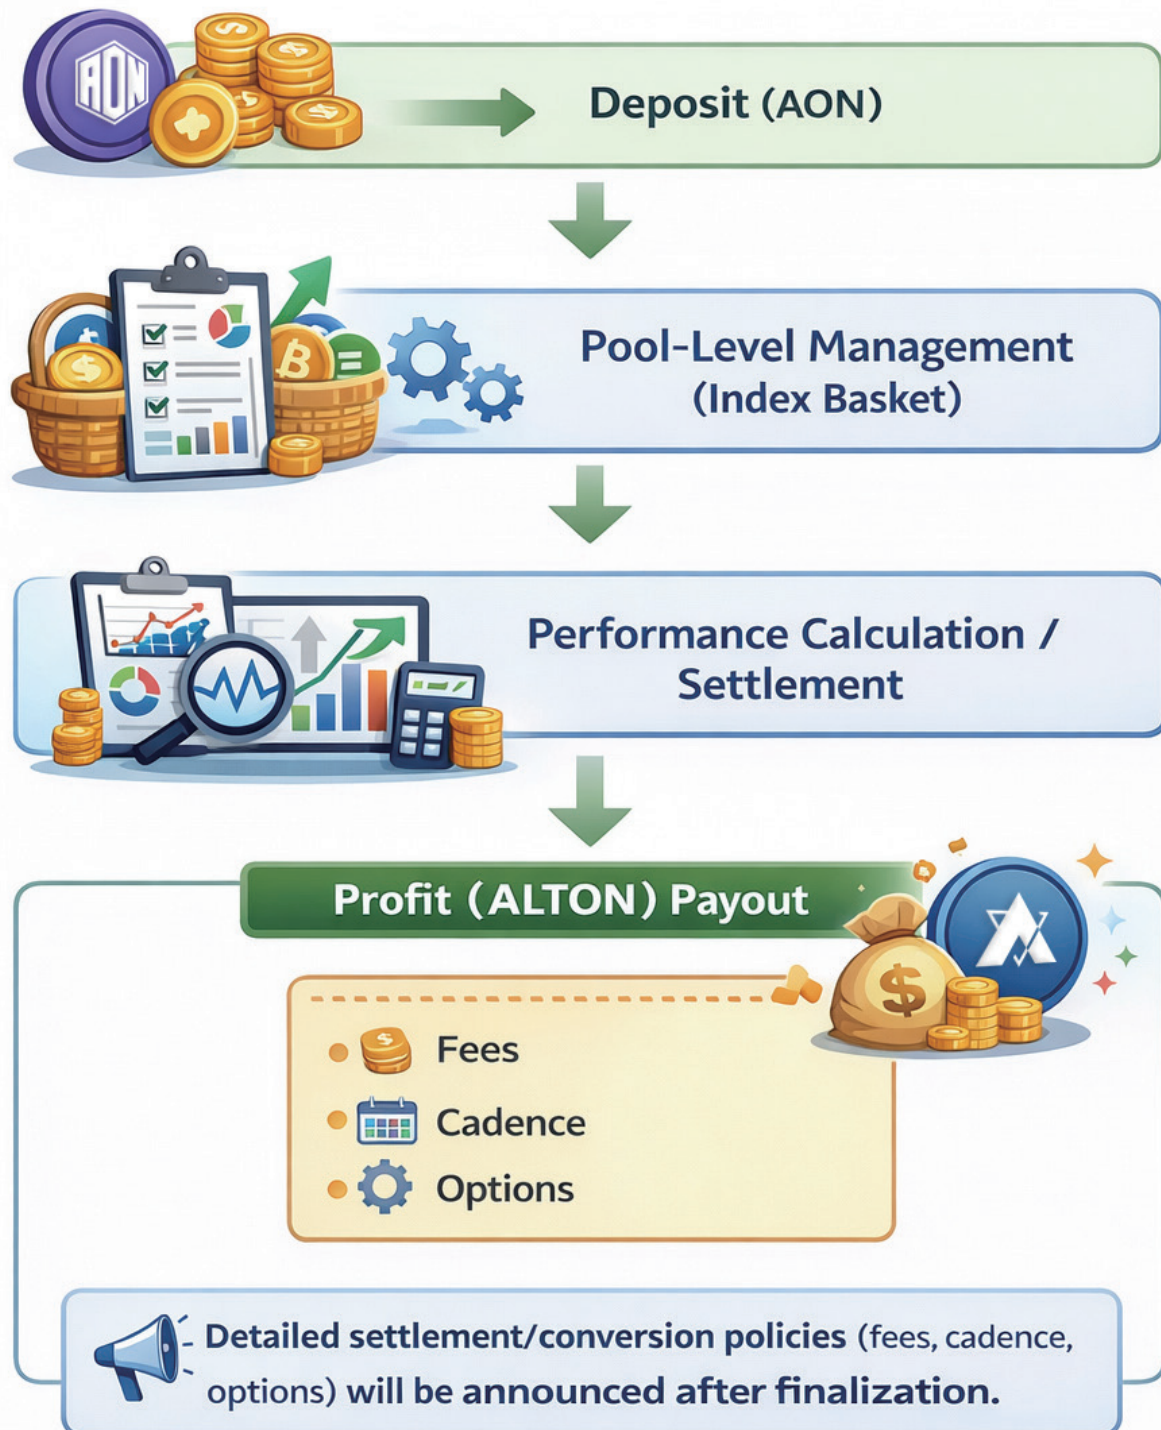 AON
Deposit (AON)
Pool-Level Management
(Index Basket)
Performance Calculation /
Settlement
Profit (ALTON) Payout
Fees
Cadence
Options
Detailed settlement/conversion policies (fees, cadence,
options) will be announced after finalization.